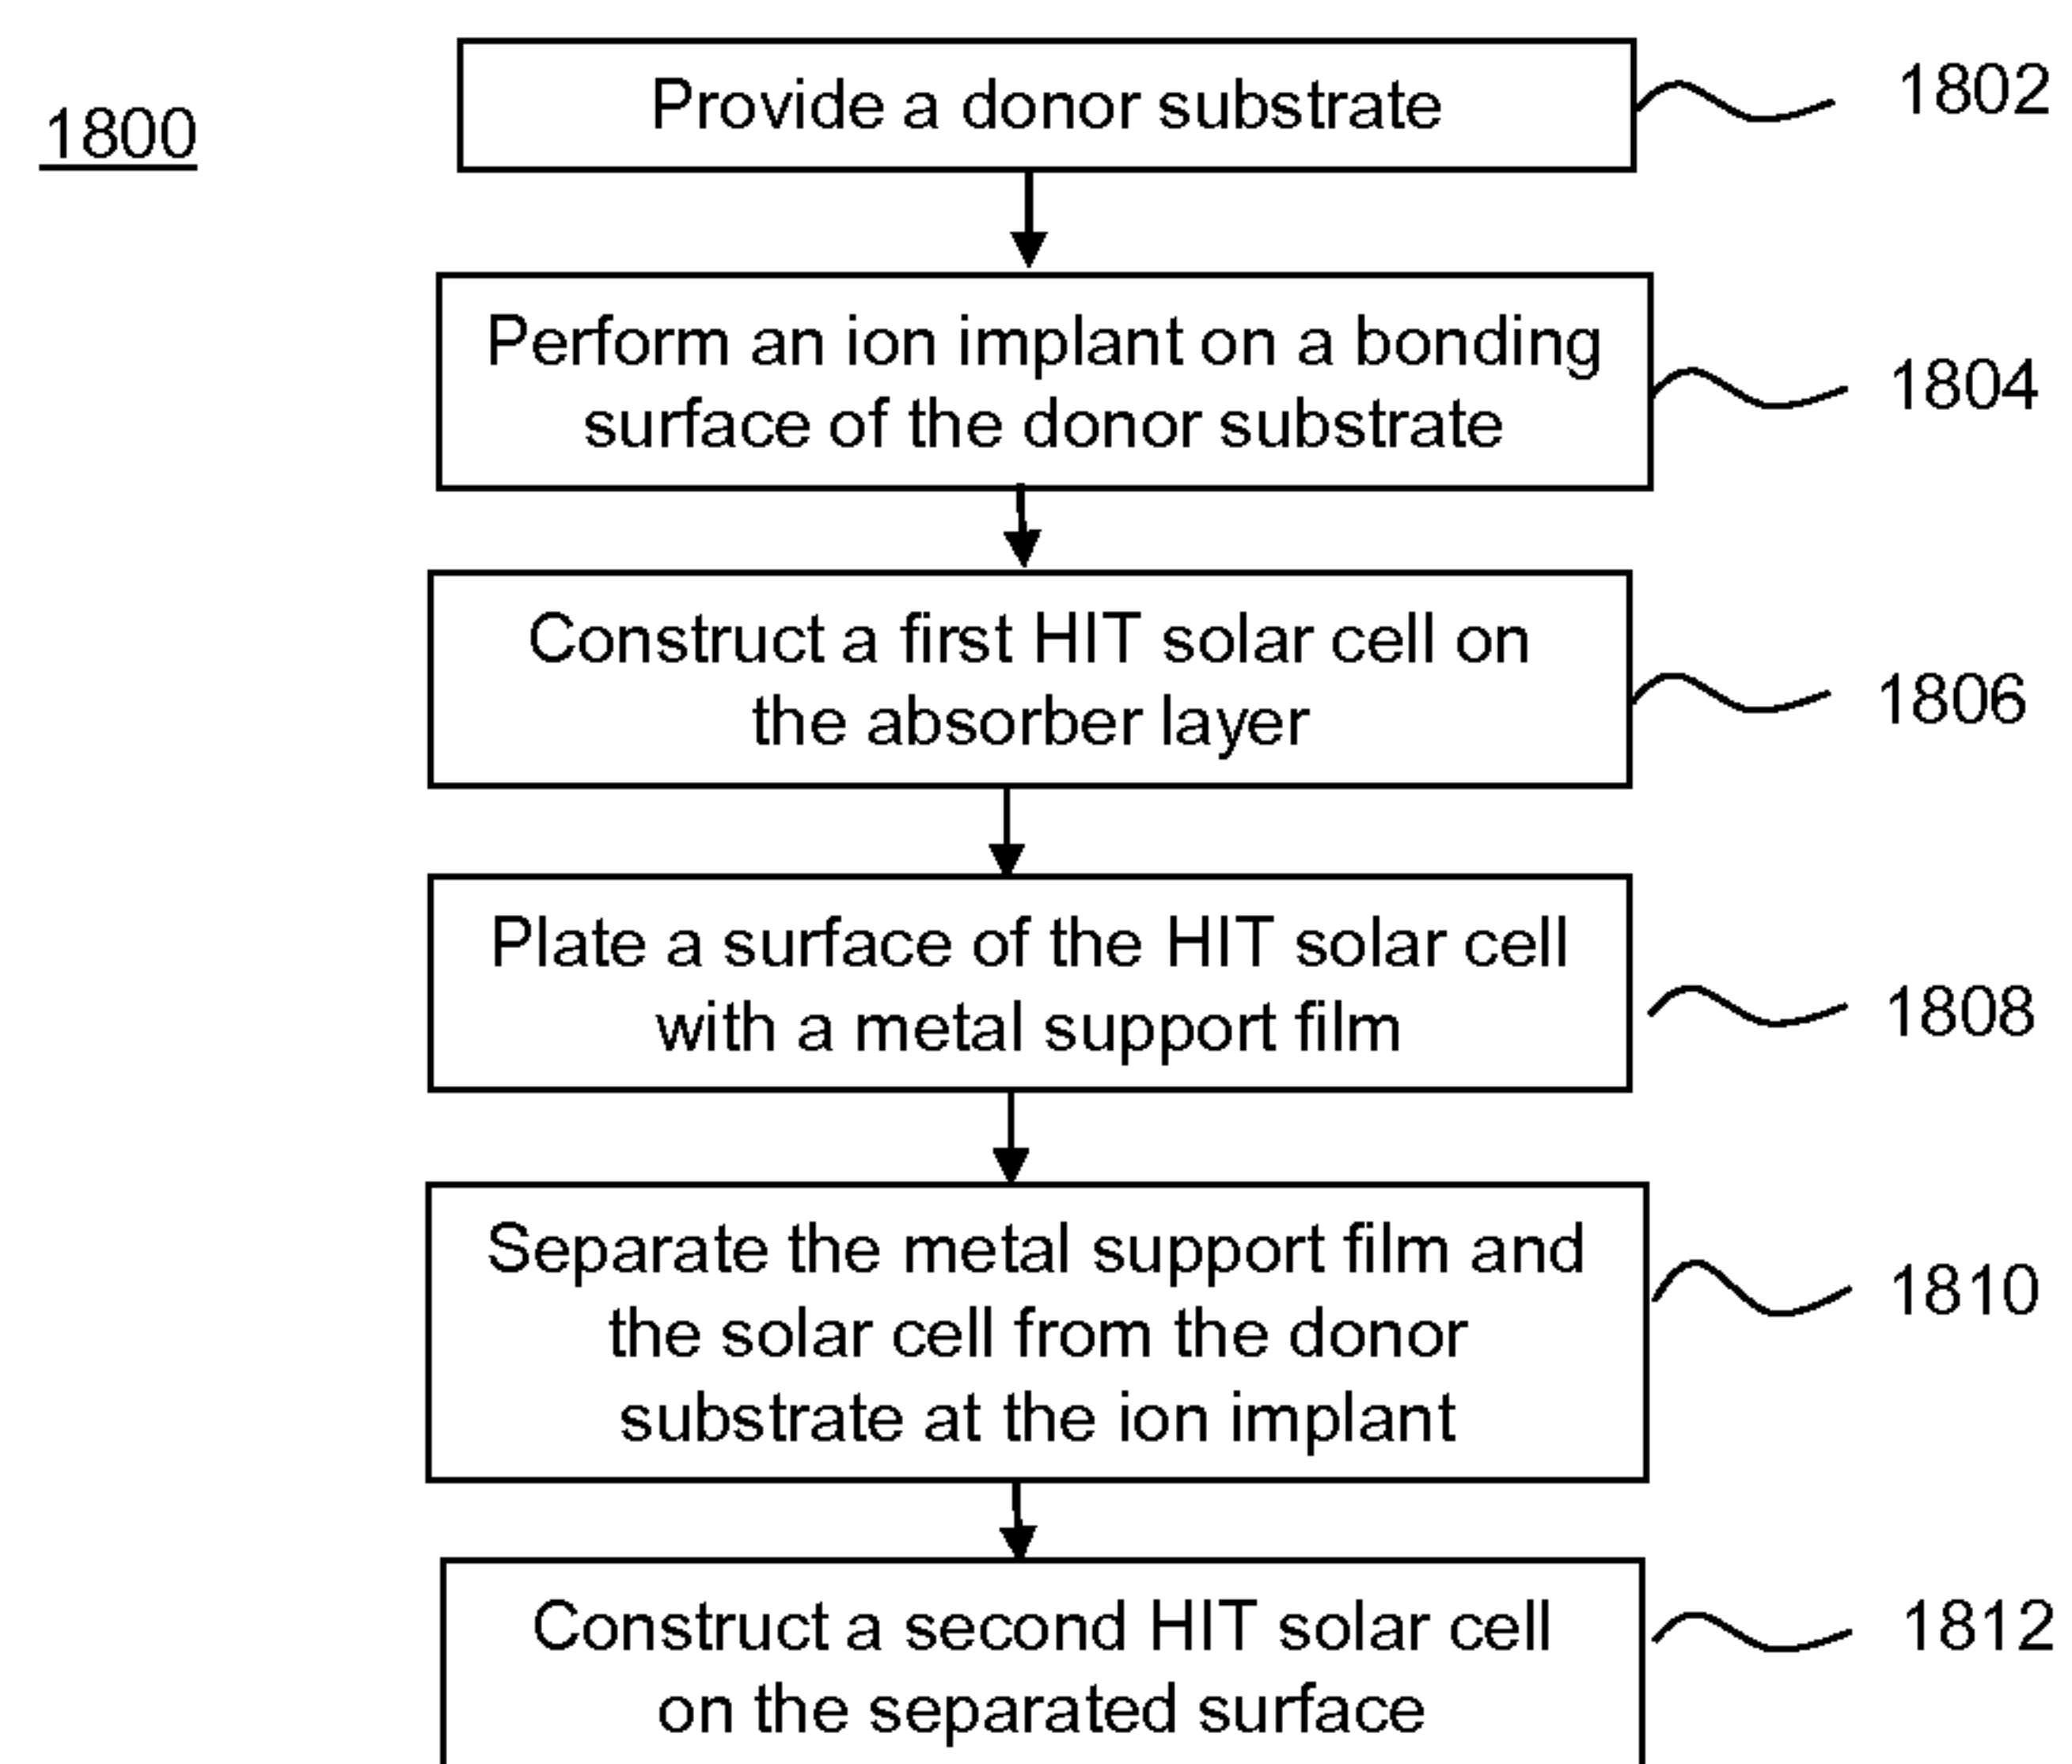 1800
Provide a donor substrate
1802
Perform an ion implant on a bonding
surface of the donor substrate
1804
Construct a first HIT solar cell on
the absorber layer
1806
Plate a surface of the HIT solar cell
with a metal support film
1808
Separate the metal support film and
the solar cell from the donor
substrate at the ion implant
1810
Construct a second HIT solar cell
on the separated surface
1812